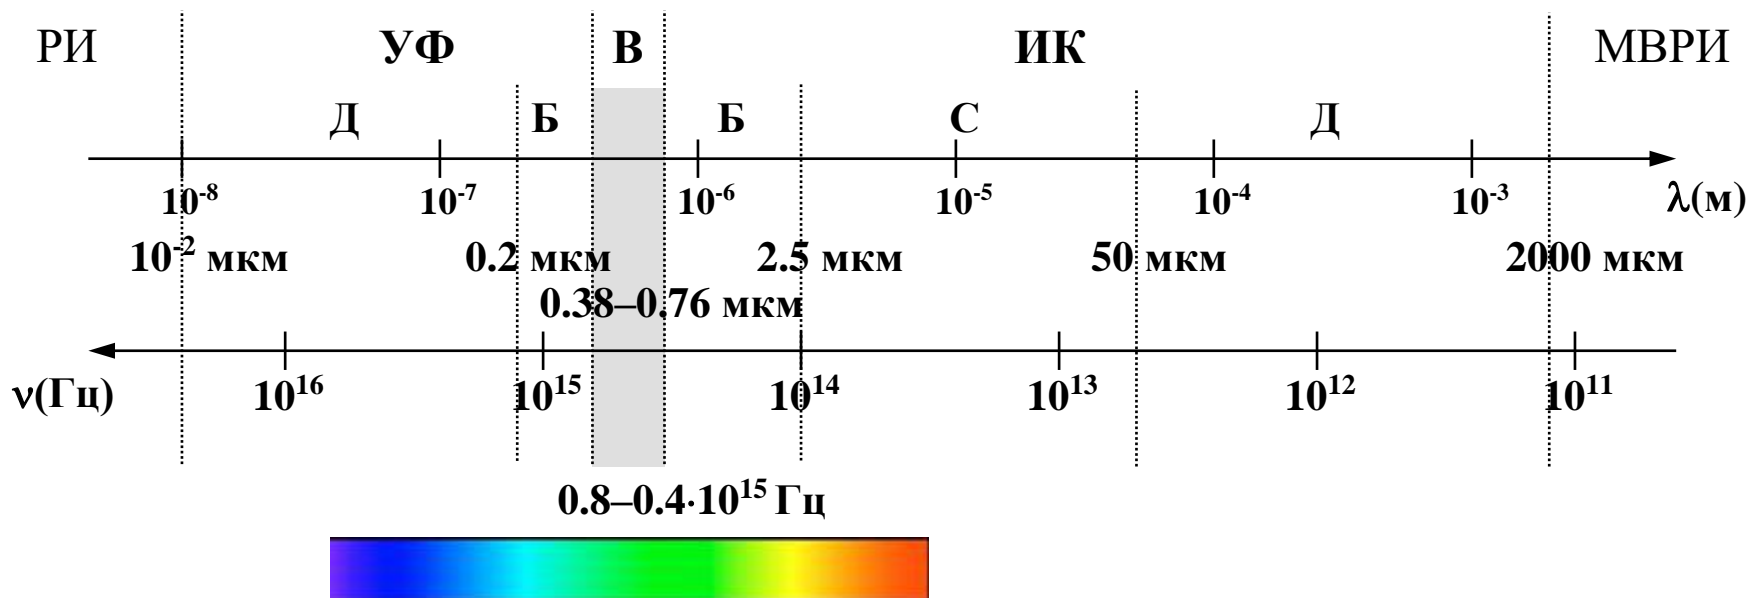 РИ УФ В ИК МВРИ
Д Б Б С Д
10⁻⁸ 10⁻⁷ 10⁻⁶ 10⁻⁵ 10⁻⁴ 10⁻³ λ(м)
10⁻² мкм 0.2 мкм 2.5 мкм 50 мкм 2000 мкм
0.38–0.76 мкм
ν(Гц) 10¹⁶ 10¹⁵ 10¹⁴ 10¹³ 10¹² 10¹¹
0.8–0.4·10¹⁵ Гц